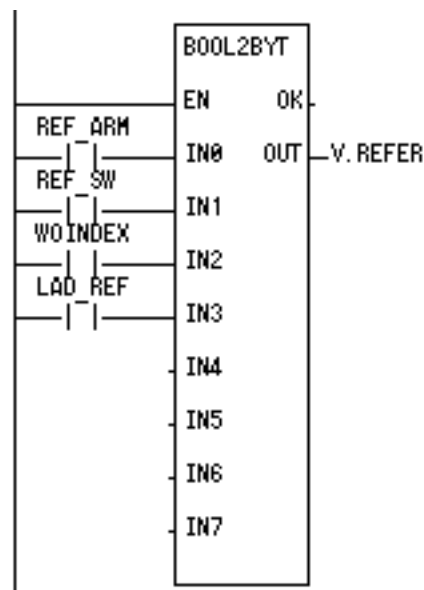 BOOL2BYT
EN OK
REF_ARM
IN0 OUT V.REFER
REF_SW
IN1
WOINDEX
IN2
LAD_REF
IN3
IN4
IN5
IN6
IN7